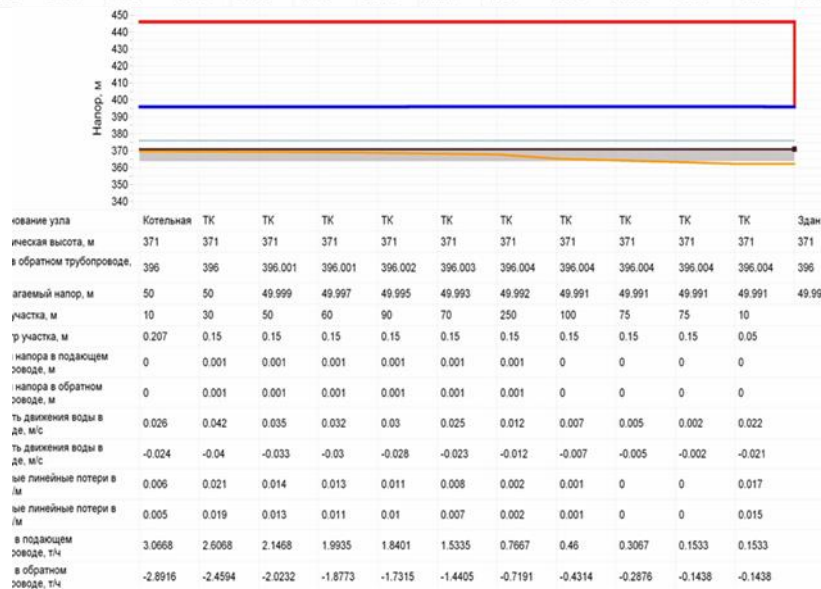 450
440
430
420
410
400
390
380
370
360
350
340
Напор, м
ование узла Котельная ТК ТК ТК ТК ТК ТК ТК ТК ТК ТК Здан
ическая высота, м 371 371 371 371 371 371 371 371 371 371 371 371
в обратном трубопроводе, 396 396 396.001 396.001 396.002 396.003 396.004 396.004 396.004 396.004 396.004 396
агаемый напор, м 50 50 49.999 49.997 49.995 49.993 49.992 49.991 49.991 49.991 49.991 49.99
участка, м 10 30 50 60 90 70 250 100 75 75 10
тр участка, м 0.207 0.15 0.15 0.15 0.15 0.15 0.15 0.15 0.15 0.15 0.05
напора в подающем
роводе, м 0 0.001 0.001 0.001 0.001 0.001 0.001 0 0 0 0
напора в обратном
роводе, м 0 0.001 0.001 0.001 0.001 0.001 0.001 0 0 0 0
ть движения воды в
де, м/с 0.026 0.042 0.035 0.032 0.03 0.025 0.012 0.007 0.005 0.002 0.022
ть движения воды в
де, м/с -0.024 -0.04 -0.033 -0.03 -0.028 -0.023 -0.012 -0.007 -0.005 -0.002 -0.021
ые линейные потери в
/м 0.006 0.021 0.014 0.013 0.011 0.008 0.002 0.001 0 0 0.017
ые линейные потери в
/м 0.005 0.019 0.013 0.011 0.01 0.007 0.002 0.001 0 0 0.015
в подающем
роводе, т/ч 3.0668 2.6068 2.1468 1.9935 1.8401 1.5335 0.7667 0.46 0.3067 0.1533 0.1533
в обратном
роводе, т/ч -2.8916 -2.4594 -2.0232 -1.8773 -1.7315 -1.4405 -0.7191 -0.4314 -0.2876 -0.1438 -0.1438